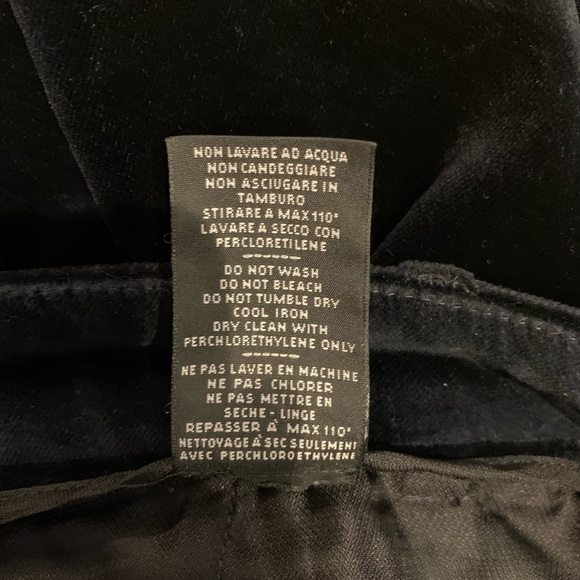 NON LAVARE AD ACQUA
NON CANDEGGIARE
NON ASCIUGARE IN
TAMBURO
STIRARE A MAX 110°
LAVARE A SECCO CON
PERCLORETILENE
------
DO NOT WASH
DO NOT BLEACH
DO NOT TUMBLE DRY
COOL IRON
DRY CLEAN WITH
PERCHLORETHYLENE ONLY
------
NE PAS LAVER EN MACHINE
NE PAS CHLORER
NE PAS METTRE EN
SECHE - LINGE
REPASSER À MAX 110°
NETTOYAGE À SEC SEULEMENT
AVEC PERCHLOROETHYLENE